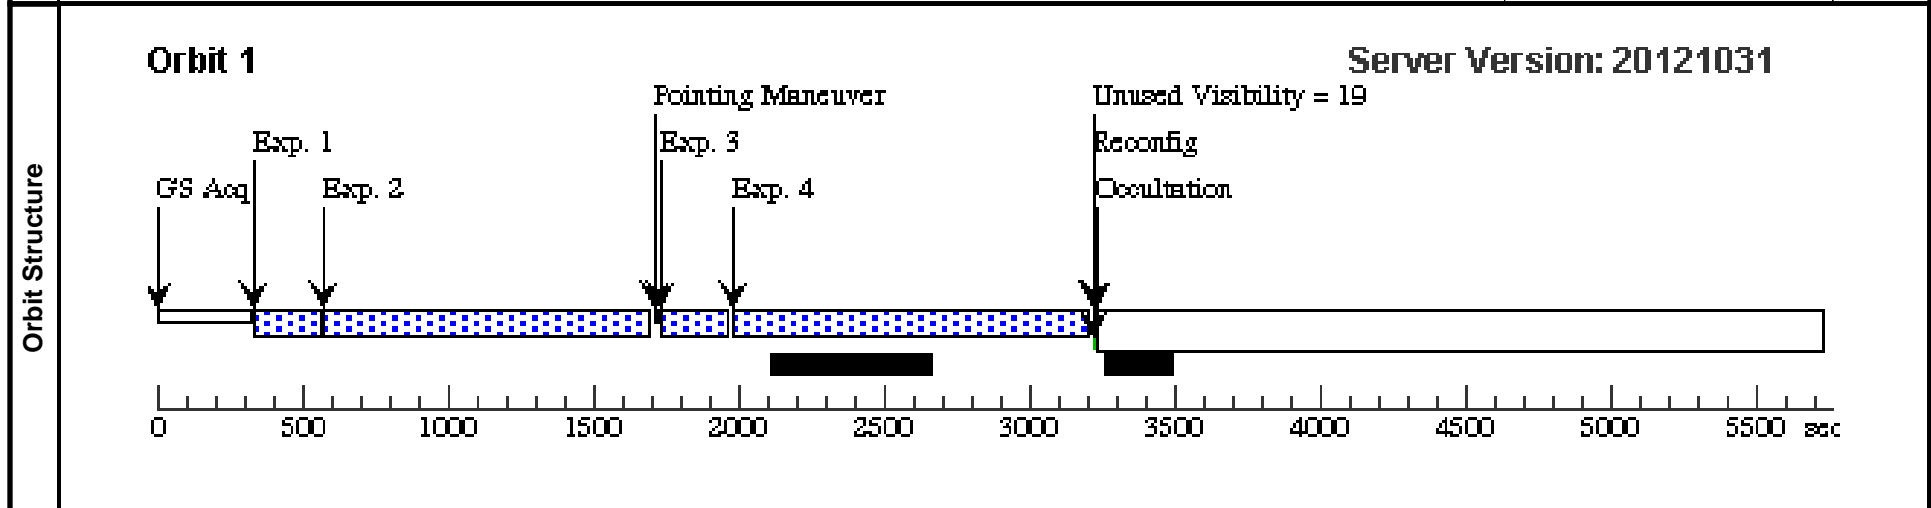 Orbit 1
Server Version: 20121031
Pointing Maneuver
Unused Visibility = 19
Exp. 1
Exp. 3
Reconfig
GS Acq
Exp. 2
Exp. 4
Occultation
Orbit Structure
0 500 1000 1500 2000 2500 3000 3500 4000 4500 5000 5500 sec